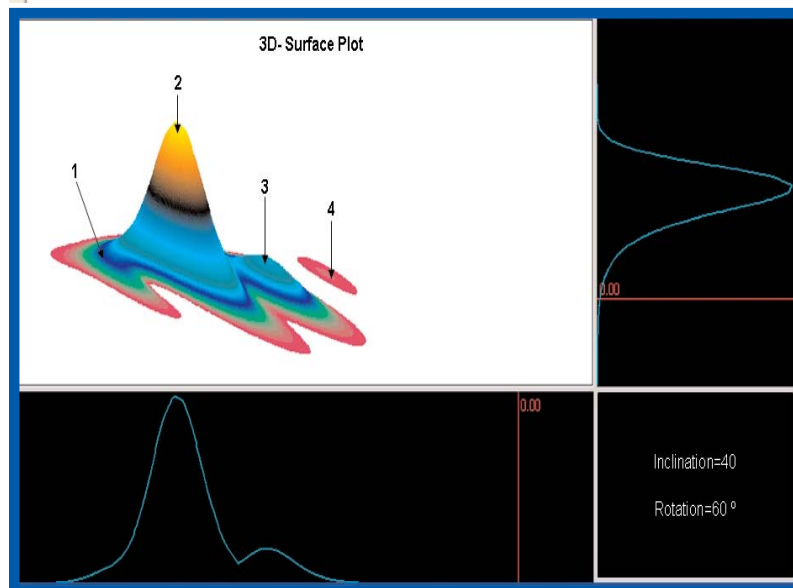 3D- Surface Plot
2
1
3
4
0.00
0.00
Inclination=40
Rotation=60 º